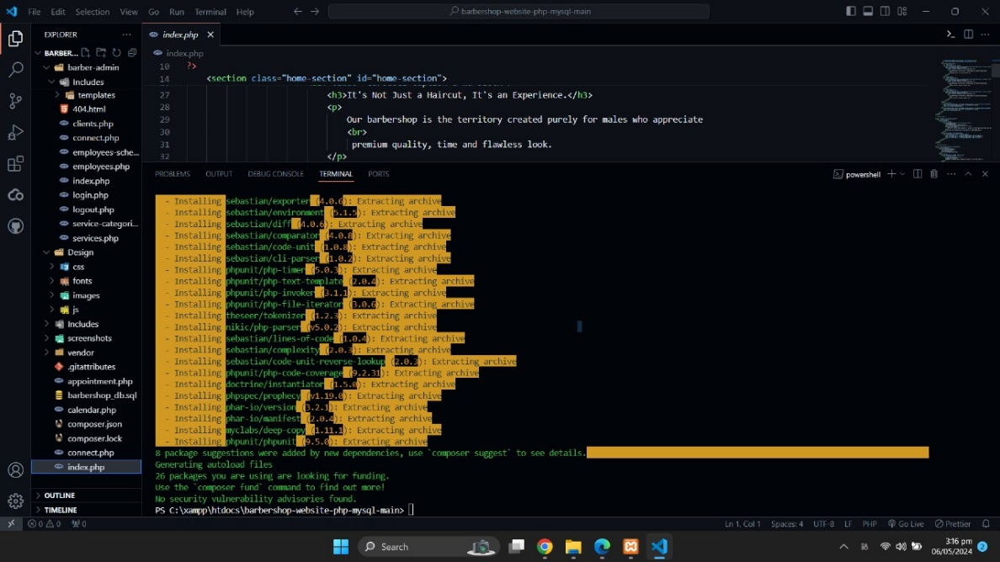 File Edit Selection View Go Run Terminal Help
barbershop-website-php-mysql-main
EXPLORER
BARBER...
barber-admin
Includes
templates
404.html
clients.php
connect.php
employees-sche...
employees.php
index.php
login.php
logout.php
service-categori...
services.php
Design
css
fonts
images
js
Includes
screenshots
vendor
.gitattributes
appointment.php
barbershop_db.sql
calendar.php
composer.json
composer.lock
connect.php
index.php
OUTLINE
TIMELINE
index.php
index.php
10 ?>
14 <section class="home-section" id="home-section">
27 <h3>It's Not Just a Haircut, It's an Experience.</h3>
28 <p>
29 Our barbershop is the territory created purely for males who appreciate
30 <br>
31 premium quality, time and flawless look.
32 </p>
PROBLEMS OUTPUT DEBUG CONSOLE TERMINAL PORTS
powershell
- Installing sebastian/exporter (4.0.6): Extracting archive
- Installing sebastian/environment (5.1.5): Extracting archive
- Installing sebastian/diff (4.0.6): Extracting archive
- Installing sebastian/comparator (4.0.8): Extracting archive
- Installing sebastian/code-unit (1.0.8): Extracting archive
- Installing sebastian/cli-parser (1.0.2): Extracting archive
- Installing phpunit/php-timer (5.0.3): Extracting archive
- Installing phpunit/php-text-template (2.0.4): Extracting archive
- Installing phpunit/php-invoker (3.1.1): Extracting archive
- Installing phpunit/php-file-iterator (3.0.6): Extracting archive
- Installing theseer/tokenizer (1.2.3): Extracting archive
- Installing nikic/php-parser (v5.0.2): Extracting archive
- Installing sebastian/lines-of-code (1.0.4): Extracting archive
- Installing sebastian/complexity (2.0.3): Extracting archive
- Installing sebastian/code-unit-reverse-lookup (2.0.3): Extracting archive
- Installing phpunit/php-code-coverage (9.2.31): Extracting archive
- Installing doctrine/instantiator (1.5.0): Extracting archive
- Installing phpspec/prophecy (v1.19.0): Extracting archive
- Installing phar-io/version (3.2.1): Extracting archive
- Installing phar-io/manifest (2.0.4): Extracting archive
- Installing myclabs/deep-copy (1.11.1): Extracting archive
- Installing phpunit/phpunit (9.5.0): Extracting archive
8 package suggestions were added by new dependencies, use `composer suggest` to see details.
Generating autoload files
26 packages you are using are looking for funding.
Use the `composer fund` command to find out more!
No security vulnerability advisories found.
PS C:\xampp\htdocs\barbershop-website-php-mysql-main>
0 0 0 Ln 1, Col 1 Spaces: 4 UTF-8 LF PHP Go Live Prettier
Search
3:16 pm
06/05/2024
2